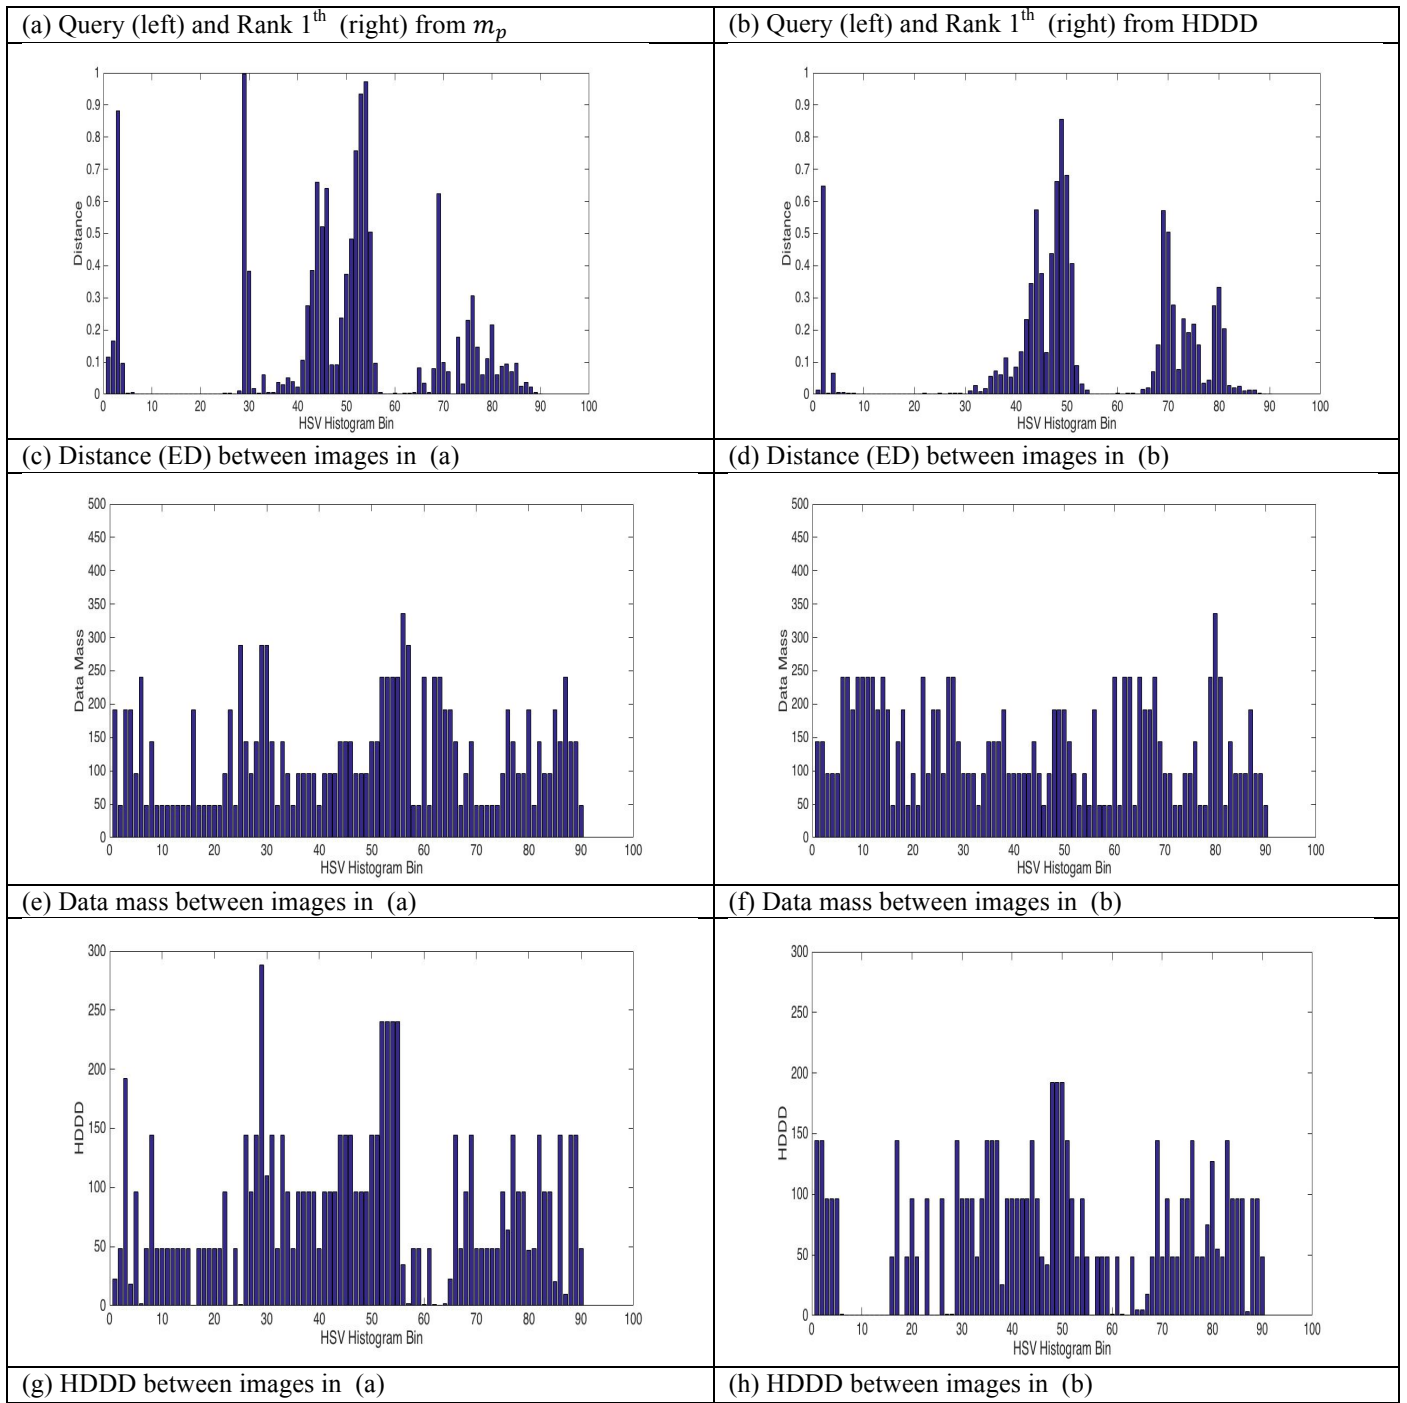 (a) Query (left) and Rank 1th (right) from mp
(b) Query (left) and Rank 1th (right) from HDDD
1
0.9
0.8
0.7
0.6
0.5
0.4
0.3
0.2
0.1
0
Distance
0 10 20 30 40 50 60 70 80 90 100
HSV Histogram Bin
1
0.9
0.8
0.7
0.6
0.5
0.4
0.3
0.2
0.1
0
Distance
0 10 20 30 40 50 60 70 80 90 100
HSV Histogram Bin
(c) Distance (ED) between images in (a)
(d) Distance (ED) between images in (b)
500
450
400
350
300
250
200
150
100
50
0
Data Mass
0 10 20 30 40 50 60 70 80 90 100
HSV Histogram Bin
500
450
400
350
300
250
200
150
100
50
0
Data Mass
0 10 20 30 40 50 60 70 80 90 100
HSV Histogram Bin
(e) Data mass between images in (a)
(f) Data mass between images in (b)
300
250
200
150
100
50
0
HDDD
0 10 20 30 40 50 60 70 80 90 100
HSV Histogram Bin
300
250
200
150
100
50
0
HDDD
0 10 20 30 40 50 60 70 80 90 100
HSV Histogram Bin
(g) HDDD between images in (a)
(h) HDDD between images in (b)